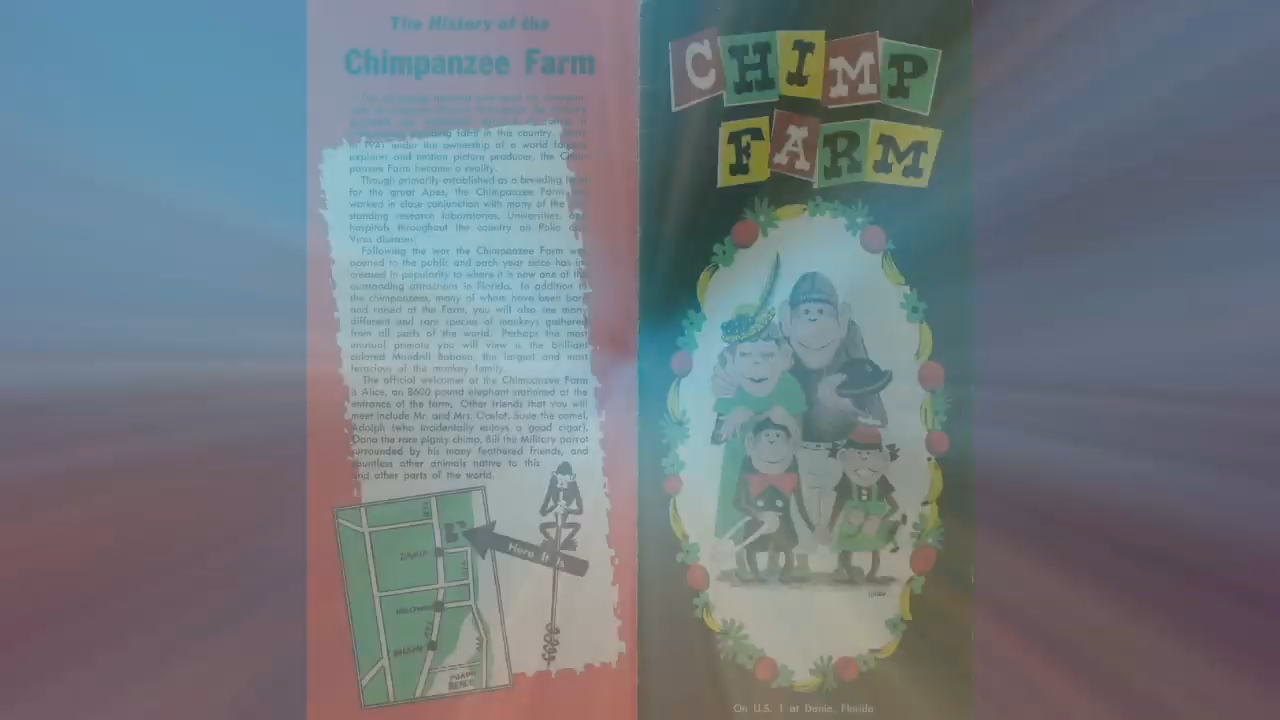 The History of the
Chimpanzee Farm
breeding farm in this country.
in 1941 under the ownership of a world famous
explorer and motion picture producer, the Chim-
panzee Farm became a reality.
Though primarily established as a breeding
for the great Apes, the Chimpanzee Farm has
worked in close conjunction with many of the
standing research laboratories, Universities, and
hospitals throughout the country on Polio and
Virus diseases.
Following the war the Chimpanzee Farm was
opened to the public and each year since has in-
creased in popularity to where it is now one of the
outstanding attractions in Florida. In addition to
the chimpanzees, many of whom have been born
and raised at the Farm, you will also see many
different and rare species of monkeys gathered
from all parts of the world. Perhaps the most
unusual primate you will view is the brilliant
colored Mandrill Baboon, the largest and most
ferocious of the monkey family.
The official welcomer at the Chimpanzee Farm
is Alice, an 8600 pound elephant stationed at the
entrance of the farm. Other friends that you will
meet include Mr. and Mrs. Ocelot, Susie the camel,
Adolph (who incidentally enjoys a good cigar),
Dana the rare pigmy chimp, Bill the Military parrot
surrounded by his many feathered friends, and
countless other animals native to this
and other parts of the world.
Here It Is
DANIA
HOLLYWOOD
MIAMI
MIAMI
BEACH
CHIMP
FARM
On U.S. 1 at Dania, Florida